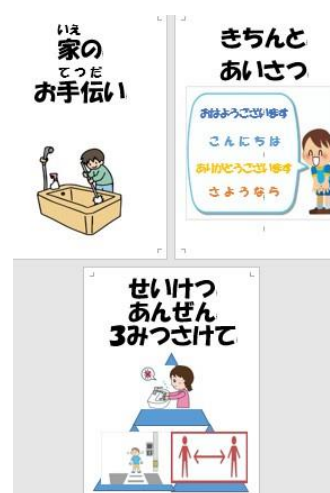 いえ
家の
てつだ
お手伝い
きちんと
あいさつ
おはようございます
こんにちは
ありがとうございます
さようなら
せいけつ
あんぜん
3みつさけて